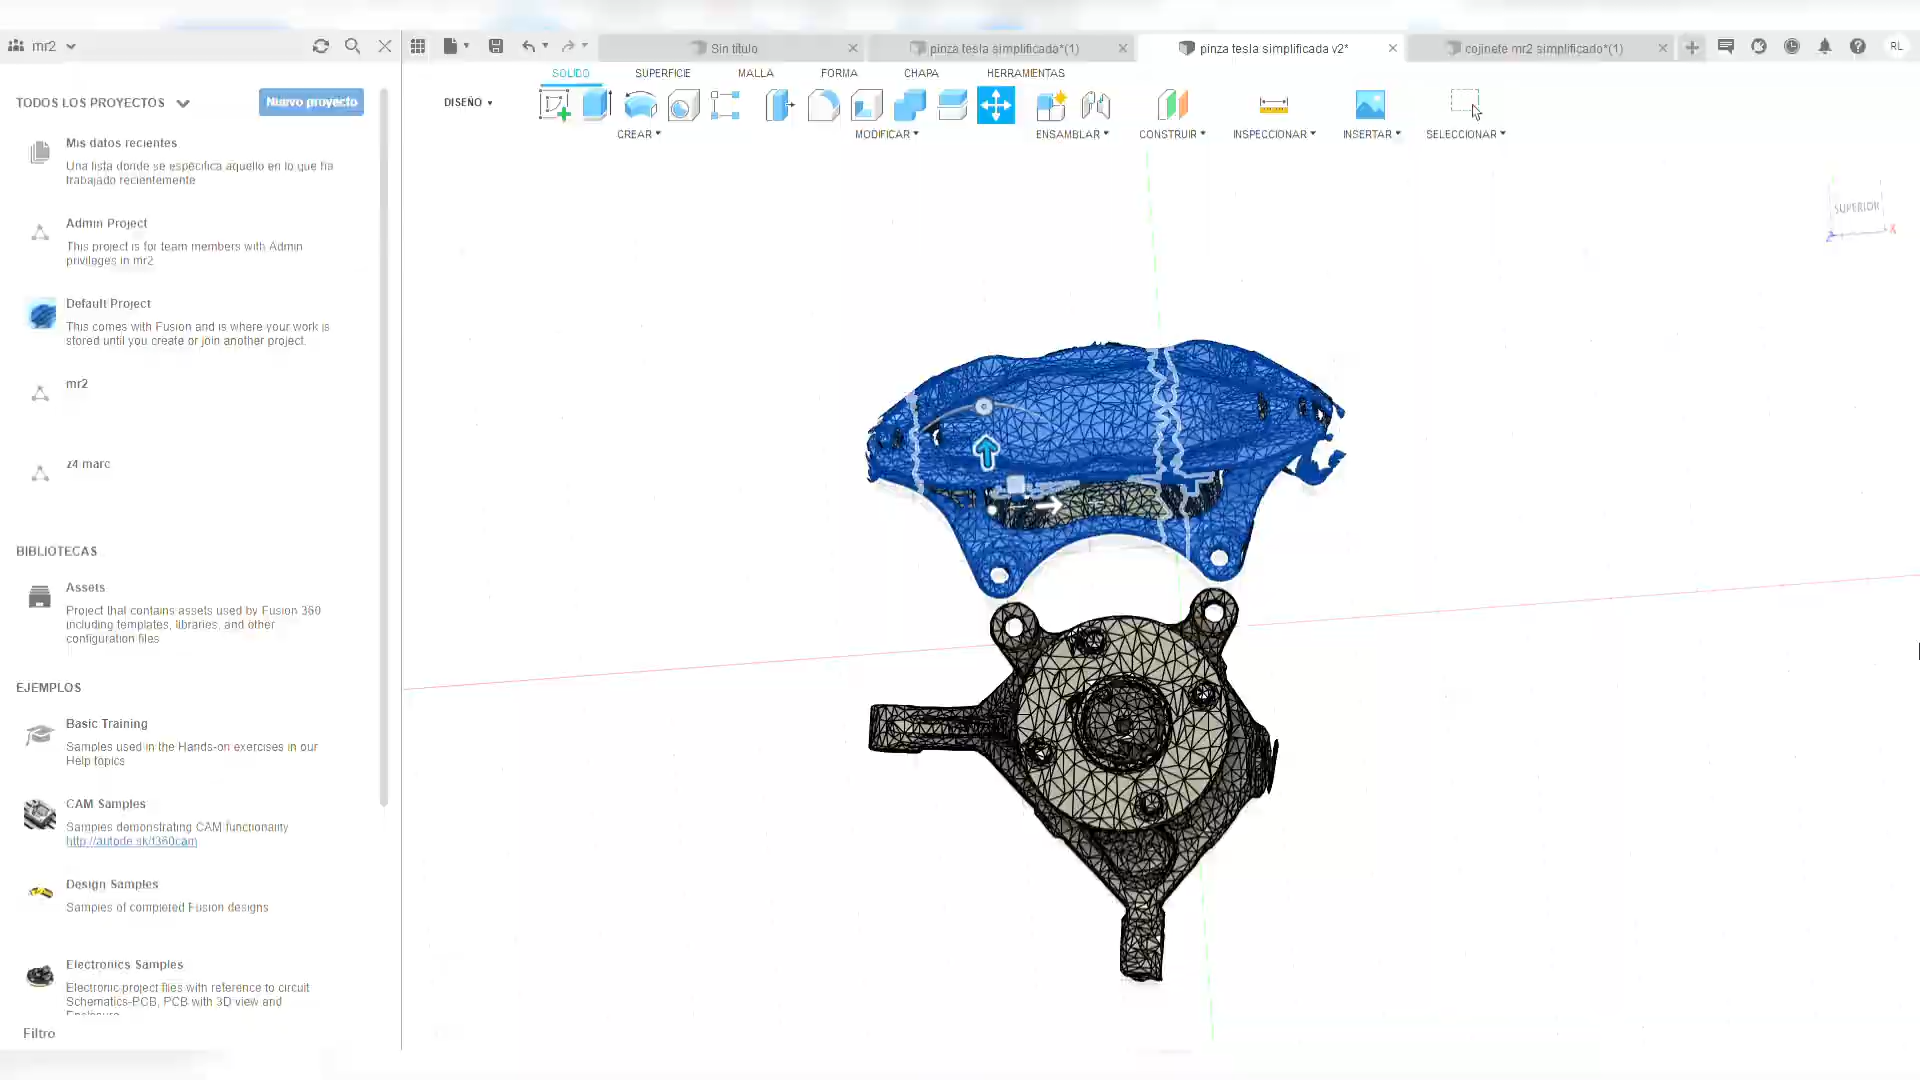 mr2
Sin título
pinza tesla simplificada*(1)
pinza tesla simplificada v2*
cojinete mr2 simplificado*(1)
RL
SOLIDO
SUPERFICIE
MALLA
FORMA
CHAPA
HERRAMIENTAS
DISEÑO
CREAR
MODIFICAR
ENSAMBLAR
CONSTRUIR
INSPECCIONAR
INSERTAR
SELECCIONAR
SUPERIOR
Z
X
TODOS LOS PROYECTOS
Nuevo proyecto
Mis datos recientes
Una lista donde se especifica aquello en lo que ha
trabajado recientemente
Admin Project
This project is for team members with Admin
privileges in mr2
Default Project
This comes with Fusion and is where your work is
stored until you create or join another project.
mr2
z4 marc
BIBLIOTECAS
Assets
Project that contains assets used by Fusion 360
including templates, libraries, and other
configuration files
EJEMPLOS
Basic Training
Samples used in the Hands-on exercises in our
Help topics
CAM Samples
Samples demonstrating CAM functionality
http://autode.sk/f360cam
Design Samples
Samples of completed Fusion designs
Electronics Samples
Electronic project files with reference to circuit
Schematics-PCB, PCB with 3D view and
Filtro